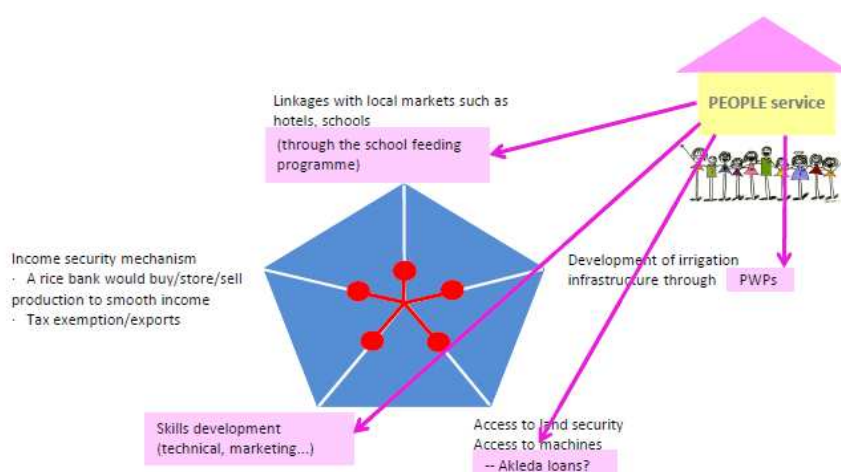 PEOPLE service
Linkages with local markets such as
hotels, schools
(through the school feeding
programme)
Income security mechanism
· A rice bank would buy/store/sell
production to smooth income
· Tax exemption/exports
Development of irrigation
infrastructure through PWPs
Skills development
(technical, marketing...)
Access to land security
Access to machines
-- Akleda loans?